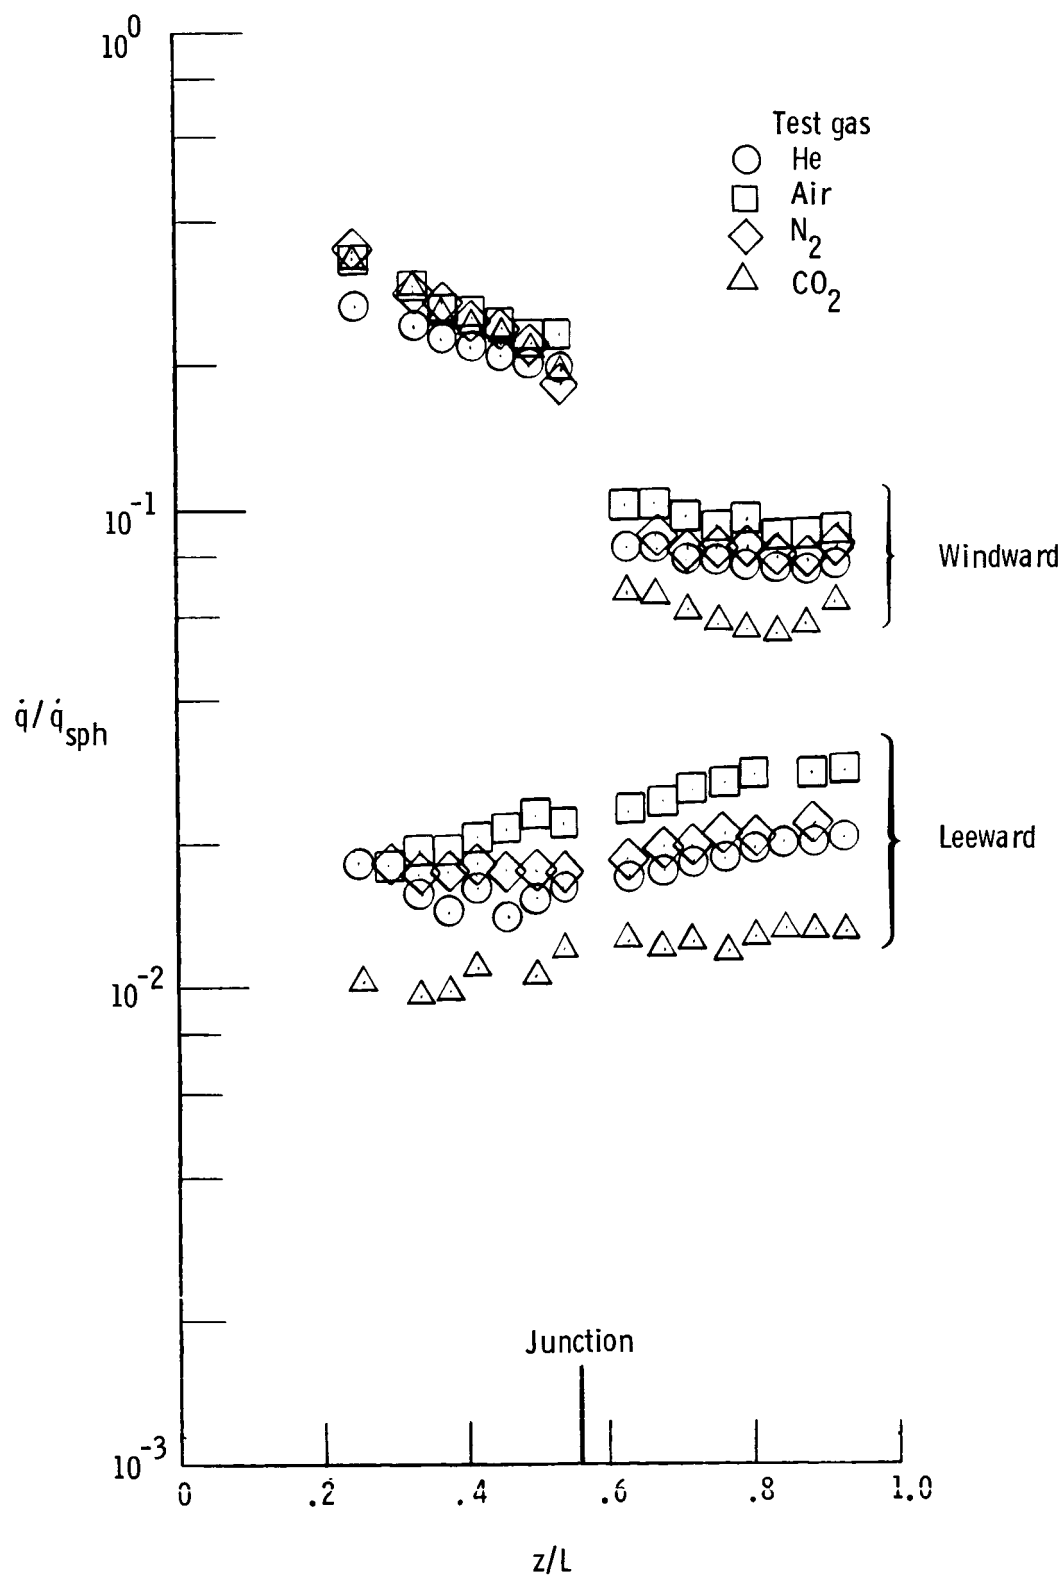 10^0
Test gas
He
Air
N_2
CO_2
10^-1
Windward
q̇/q̇_sph
Leeward
10^-2
Junction
10^-3
0 .2 .4 .6 .8 1.0
z/L